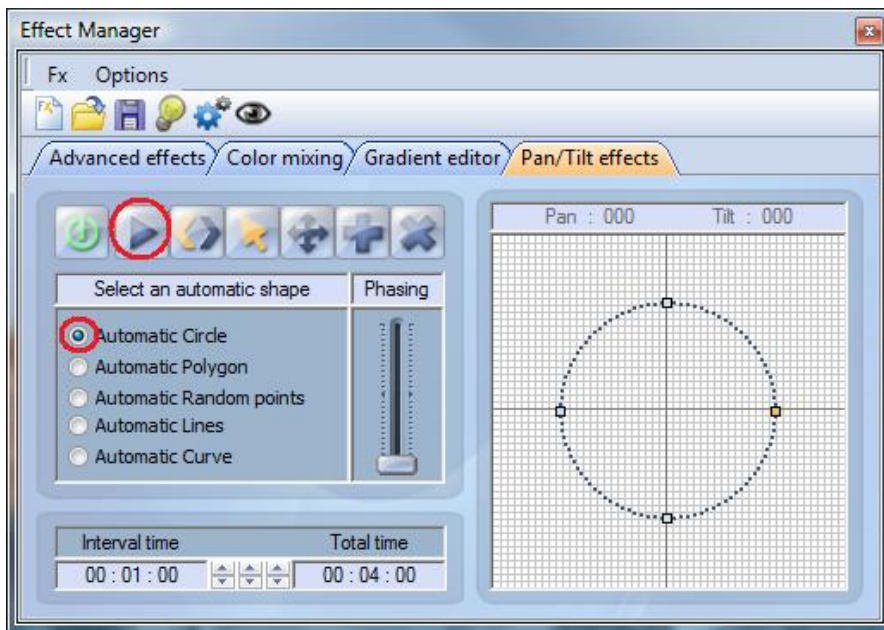 Effect Manager
Fx Options
Advanced effects Color mixing Gradient editor Pan/Tilt effects
Pan : 000 Tilt : 000
Select an automatic shape Phasing
Automatic Circle
Automatic Polygon
Automatic Random points
Automatic Lines
Automatic Curve
Interval time Total time
00 : 01 : 00 00 : 04 : 00